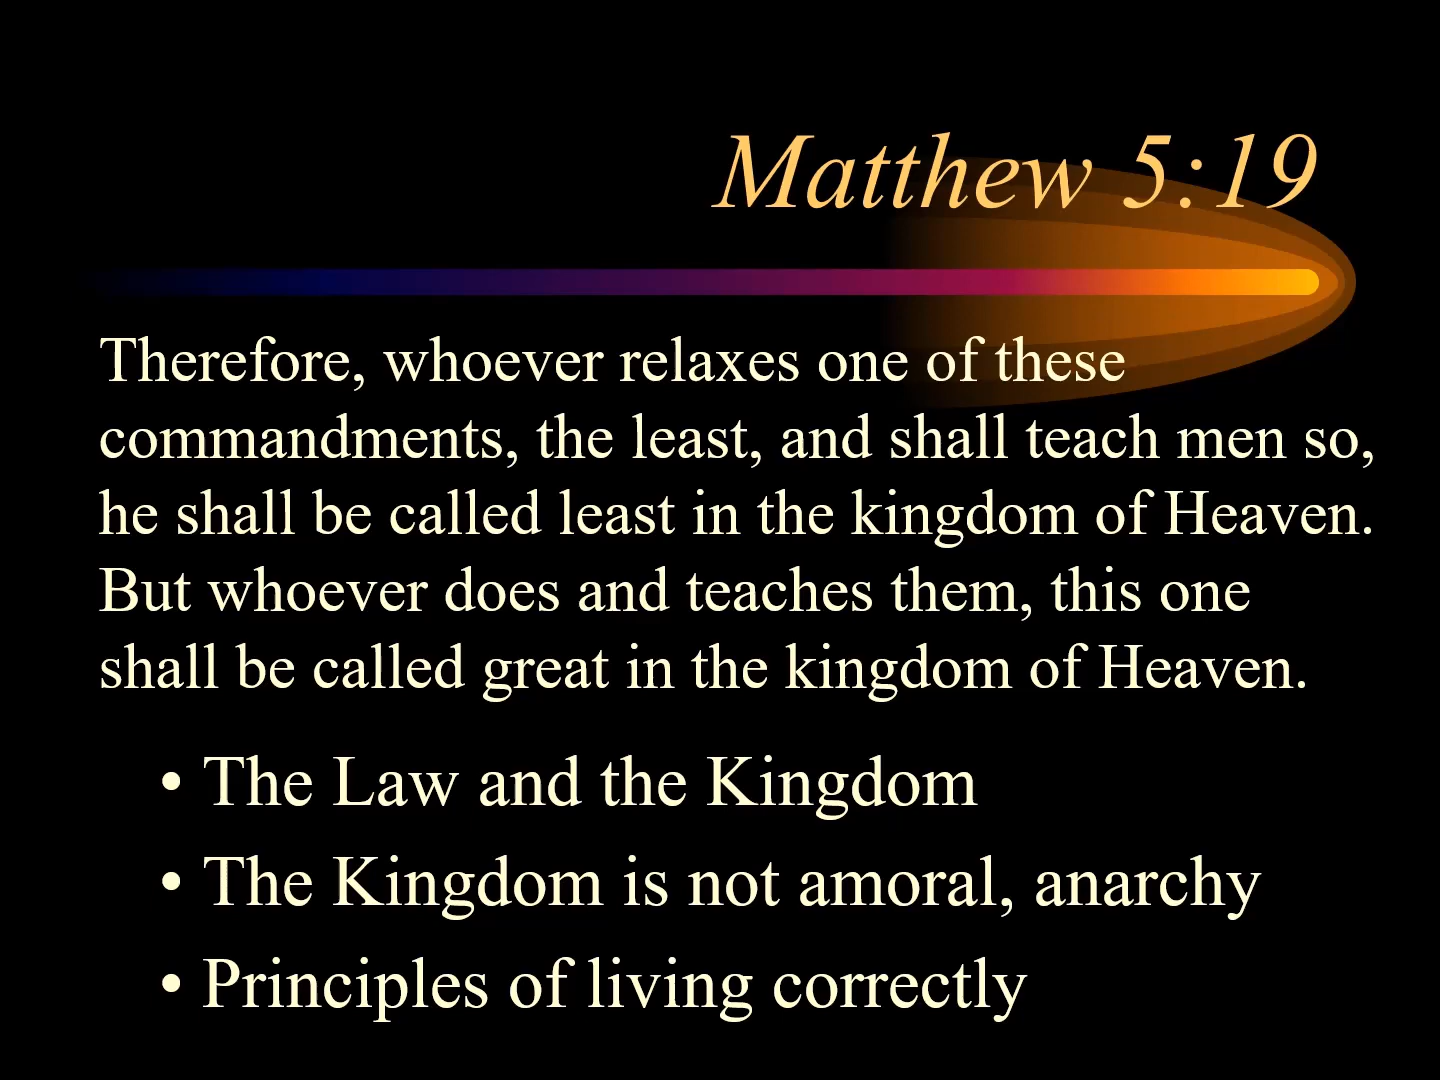 Matthew 5:19
Therefore, whoever relaxes one of these
commandments, the least, and shall teach men so,
he shall be called least in the kingdom of Heaven.
But whoever does and teaches them, this one
shall be called great in the kingdom of Heaven.
• The Law and the Kingdom
• The Kingdom is not amoral, anarchy
• Principles of living correctly